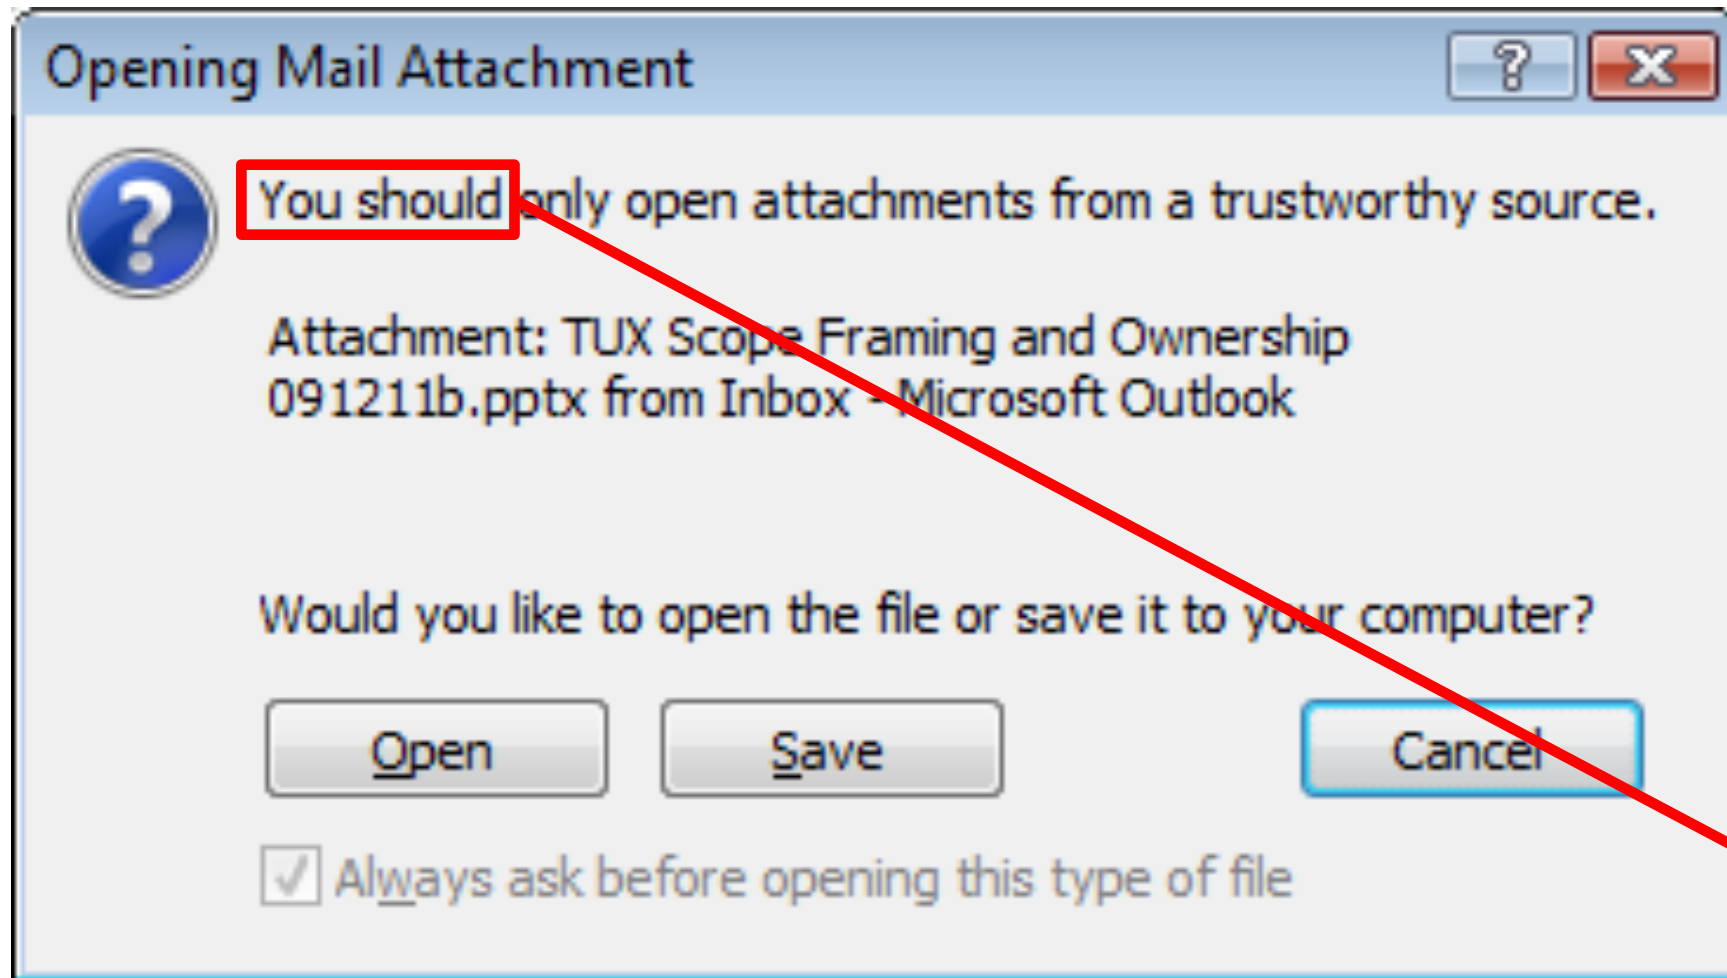 Opening Mail Attachment
You should only open attachments from a trustworthy source.
Attachment: TUX Scope Framing and Ownership
091211b.pptx from Inbox - Microsoft Outlook
Would you like to open the file or save it to your computer?
Open Save Cancel
Always ask before opening this type of file